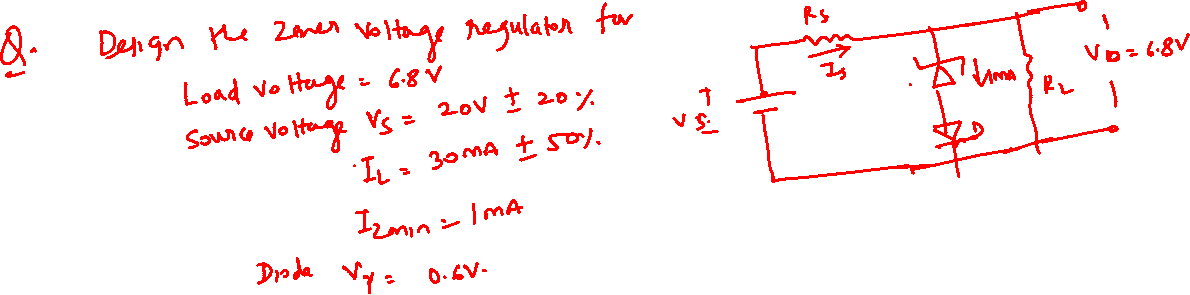 Q. Design the Zener voltage regulator for
Load voltage = 6.8 V
Source voltage Vs = 20V ± 20%
IL = 30mA ± 50%.
Izmin = 1mA
Diode Vγ = 0.6V.
Rs
Is
Vs
+
1mA
D
RL
Vo = 6.8V